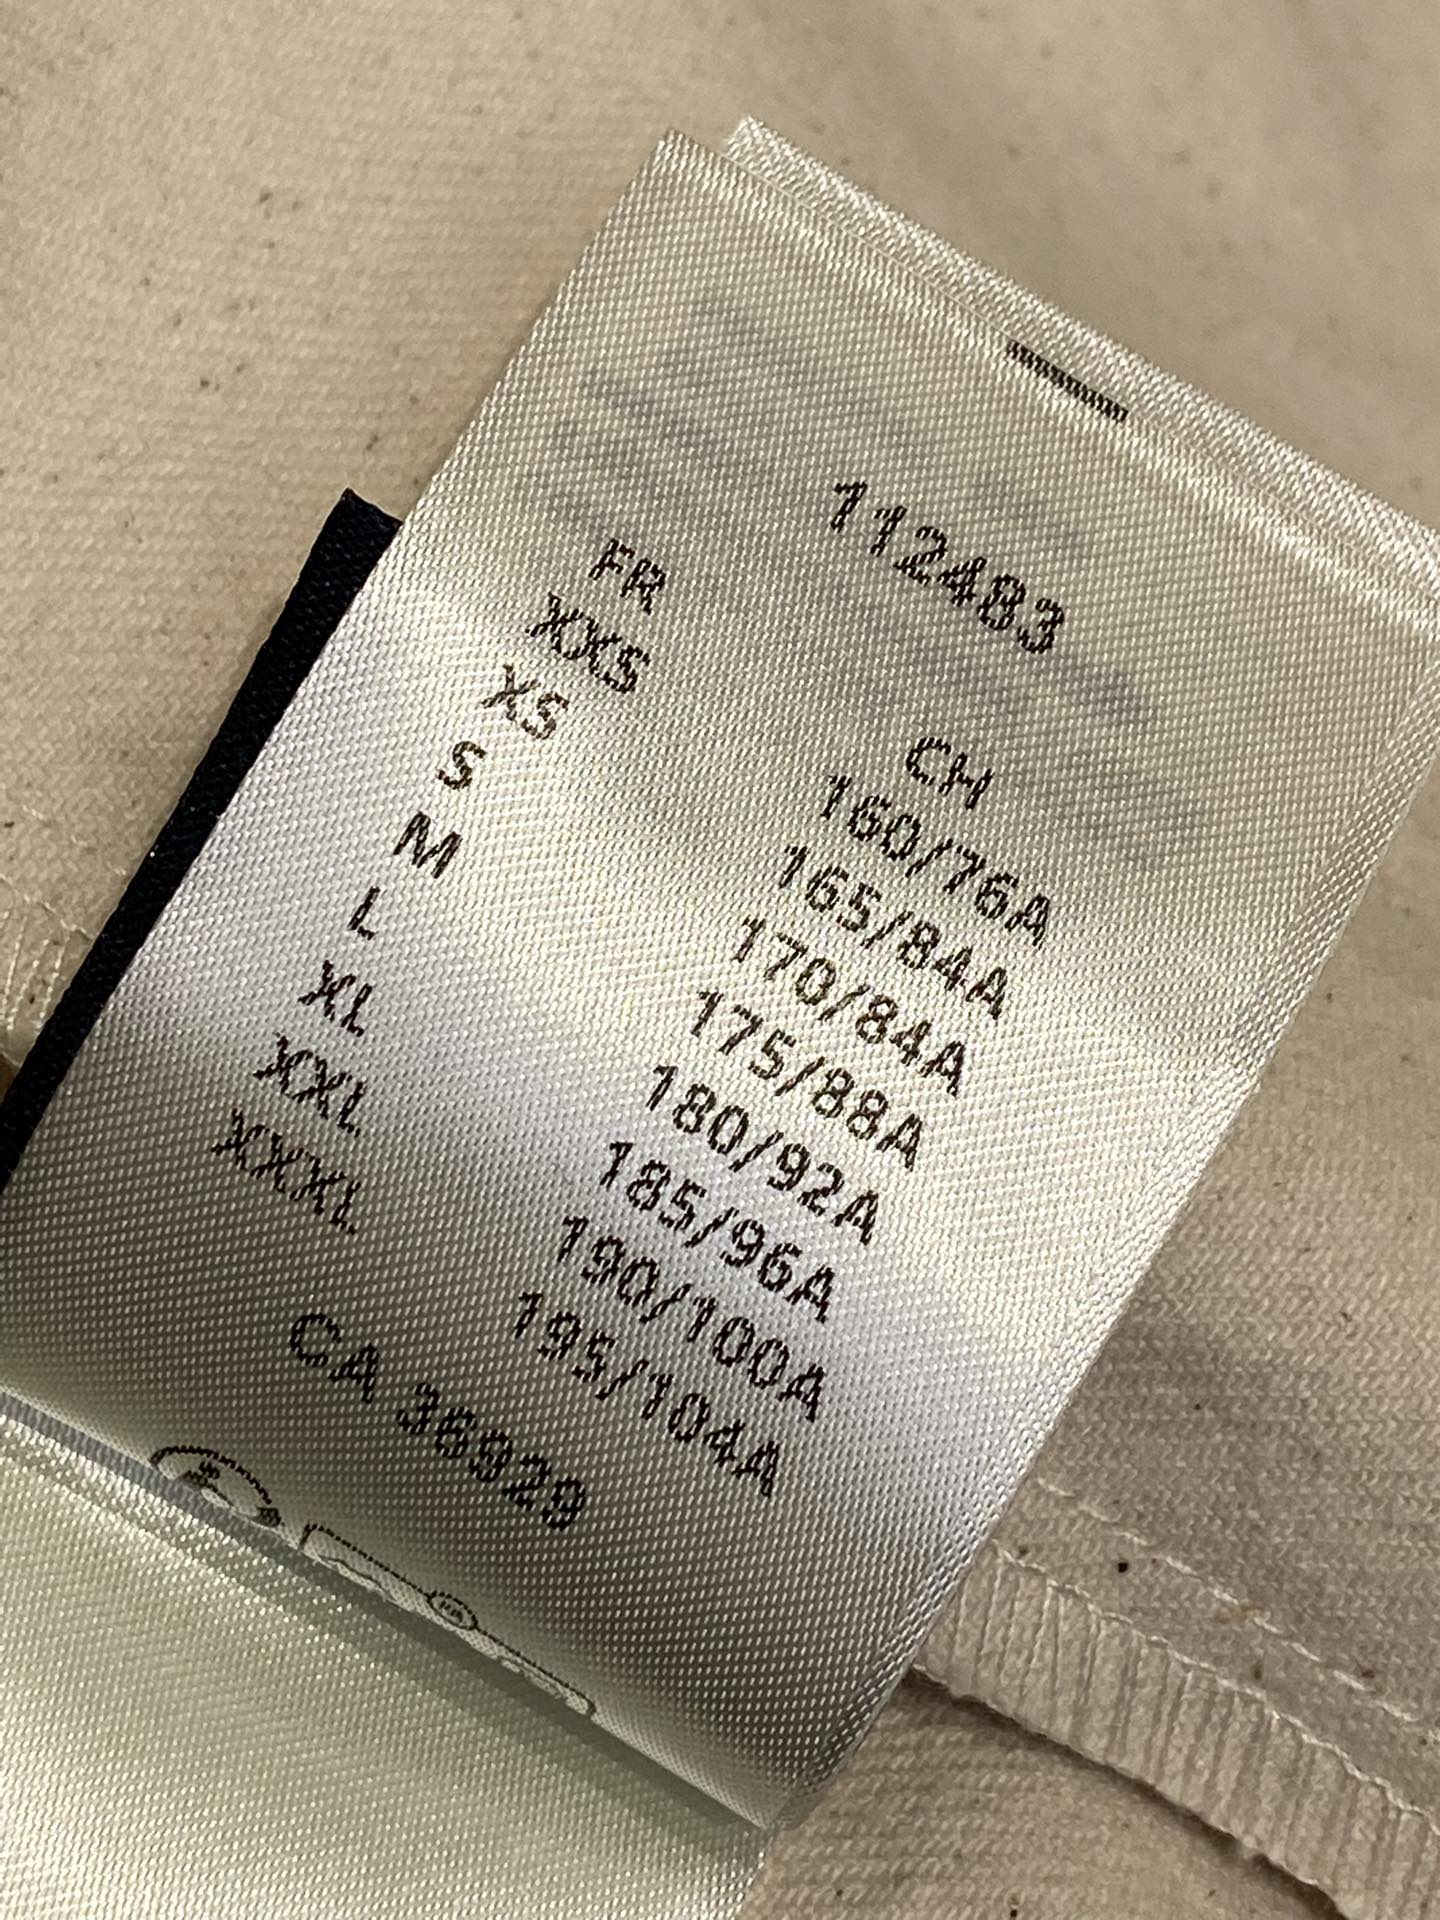 112483
FR CH
XXS 160/76A
XS 165/84A
S 170/84A
M 175/88A
L 180/92A
XL 185/96A
XXL 190/100A
XXXL 195/104A
CA 36929